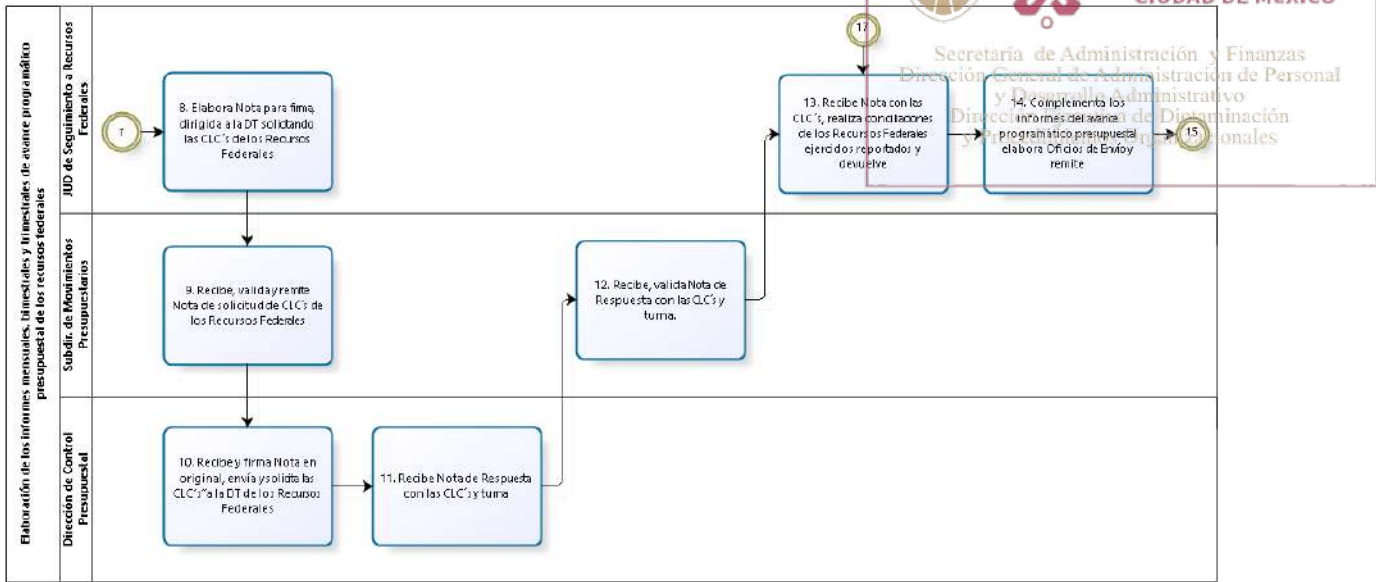 CIUDAD DE MÉXICO
Secretaría de Administración y Finanzas
Dirección General de Administración de Personal
y Desarrollo Administrativo
Dirección de Dictaminación
y Organizacionales
Elaboración de los informes mensuales, bimestrales y trimestrales de avance programático
presupuestal de los recursos federales
JUD de Seguimiento a Recursos
Federales
7
8. Elabora Nota para firma,
dirigida a la DT solicitando
las CLC´s de los Recursos
Federales
17
13. Recibe Nota con las
CLC´s, realiza conciliaciones
de los Recursos Federales
ejercidos reportados y
devuelve
14. Complementa los
informes del avance
programático presupuestal
elabora Oficios de Envío y
remite
15
Subdir. de Movimientos
Presupuestarios
9. Recibe, valida y remite
Nota de solicitud de CLC´s de
los Recursos Federales
12. Recibe, valida Nota de
Respuesta con las CLC´s y
turna.
Dirección de Control
Presupuestal
10. Recibe y firma Nota en
original, envía y solicita las
CLC´s¨a la DT de los Recursos
Federales
11. Recibe Nota de Respuesta
con las CLC´s y turna